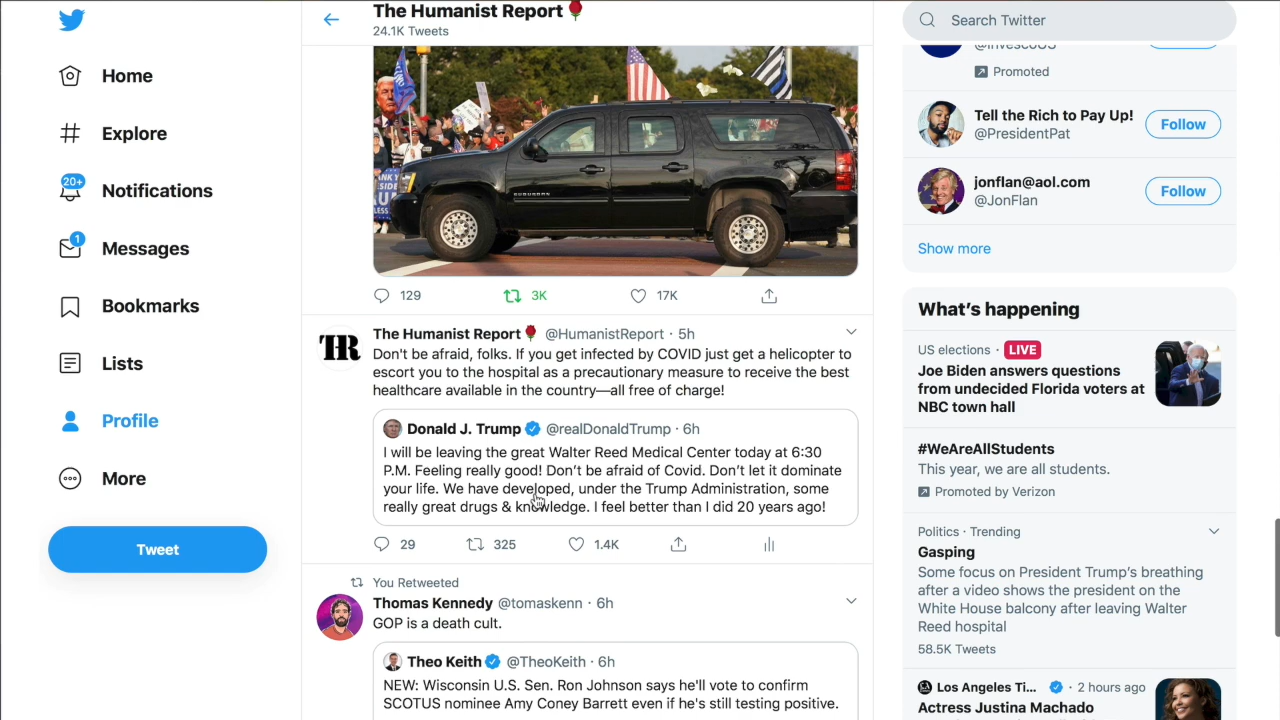 Home
Explore
20+
Notifications
1
Messages
Bookmarks
Lists
Profile
More
Tweet
The Humanist Report
24.1K Tweets
SUBURBAN
129
3K
17K
THR
The Humanist Report @HumanistReport · 5h
Don't be afraid, folks. If you get infected by COVID just get a helicopter to
escort you to the hospital as a precautionary measure to receive the best
healthcare available in the country—all free of charge!
Donald J. Trump @realDonaldTrump · 6h
I will be leaving the great Walter Reed Medical Center today at 6:30
P.M. Feeling really good! Don't be afraid of Covid. Don't let it dominate
your life. We have developed, under the Trump Administration, some
really great drugs & knowledge. I feel better than I did 20 years ago!
29
325
1.4K
You Retweeted
Thomas Kennedy @tomaskenn · 6h
GOP is a death cult.
Theo Keith @TheoKeith · 6h
NEW: Wisconsin U.S. Sen. Ron Johnson says he'll vote to confirm
SCOTUS nominee Amy Coney Barrett even if he's still testing positive.
Search Twitter
@InvescoUS
Promoted
Tell the Rich to Pay Up!
@PresidentPat
Follow
jonflan@aol.com
@JonFlan
Follow
Show more
What's happening
US elections · LIVE
Joe Biden answers questions
from undecided Florida voters at
NBC town hall
#WeAreAllStudents
This year, we are all students.
Promoted by Verizon
Politics · Trending
Gasping
Some focus on President Trump's breathing
after a video shows the president on the
White House balcony after leaving Walter
Reed hospital
58.5K Tweets
Los Angeles Ti... · 2 hours ago
Actress Justina Machado